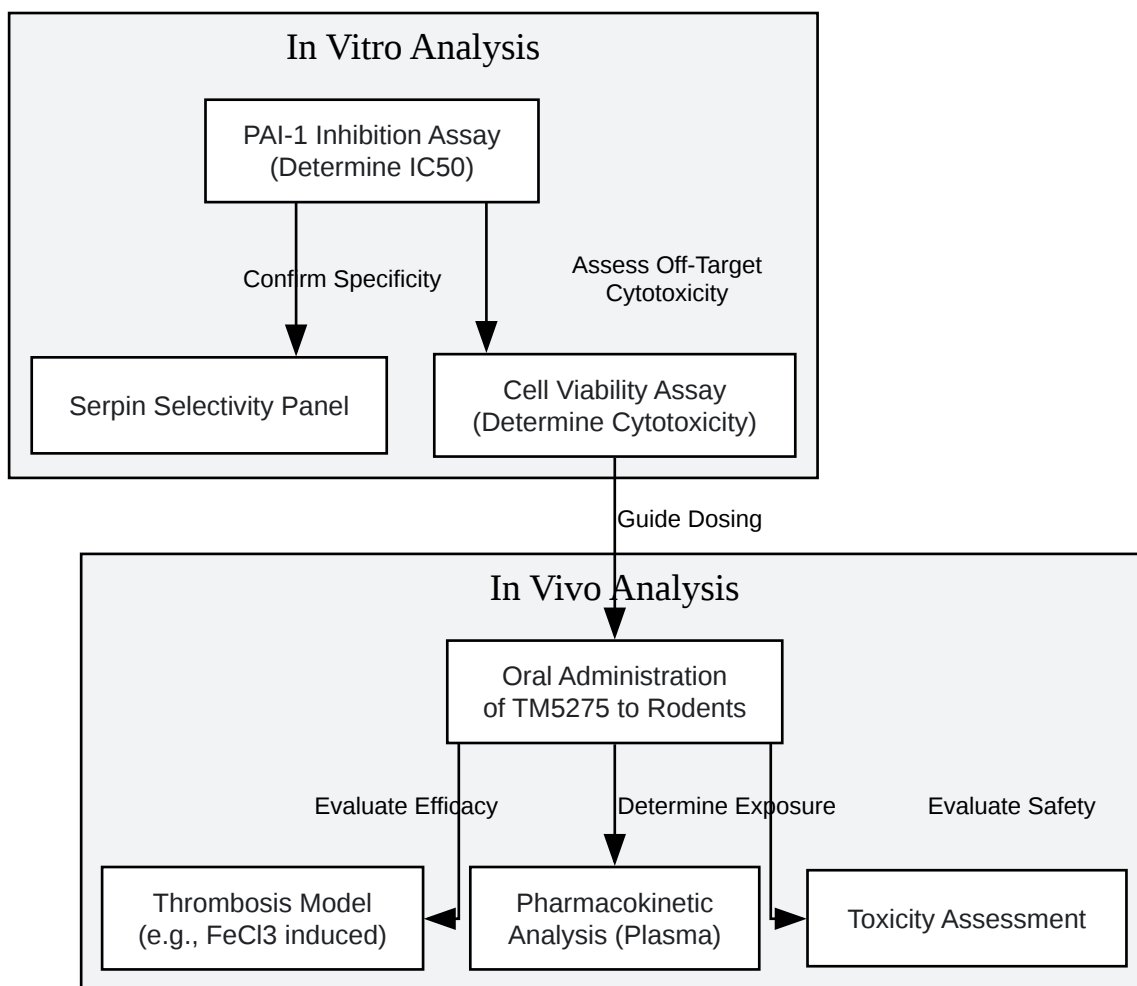 In Vitro Analysis
PAI-1 Inhibition Assay
(Determine IC50)
Confirm Specificity
Assess Off-Target
Cytotoxicity
Serpin Selectivity Panel
Cell Viability Assay
(Determine Cytotoxicity)
Guide Dosing
In Vivo Analysis
Oral Administration
of TM5275 to Rodents
Evaluate Efficacy
Determine Exposure
Evaluate Safety
Thrombosis Model
(e.g., FeCl3 induced)
Pharmacokinetic
Analysis (Plasma)
Toxicity Assessment